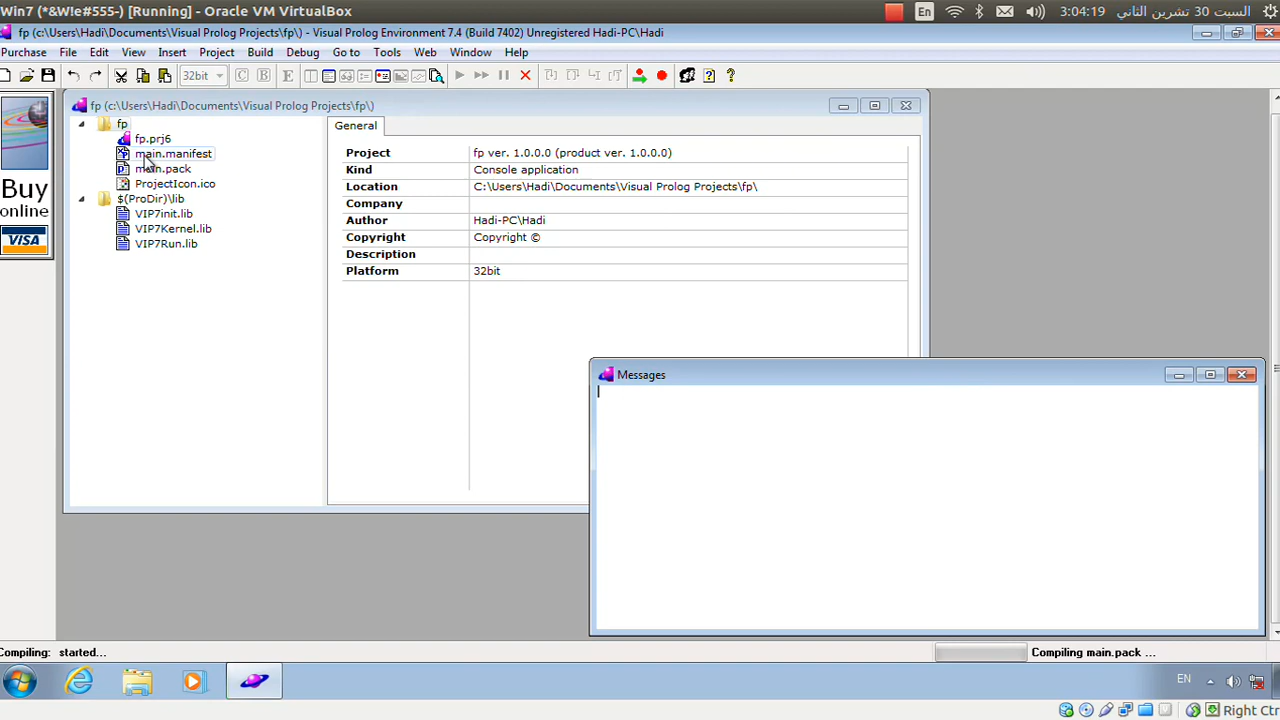 Win7 (*&W!e#555-) [Running] - Oracle VM VirtualBox
En
السبت 30 تشرين الثاني 3:04:19
fp (c:\Users\Hadi\Documents\Visual Prolog Projects\fp\) - Visual Prolog Environment 7.4 (Build 7402) Unregistered Hadi-PC\Hadi
Purchase File Edit View Insert Project Build Debug Go to Tools Web Window Help
32bit C B E
fp (c:\Users\Hadi\Documents\Visual Prolog Projects\fp\)
fp
fp.prj6
main.manifest
main.pack
ProjectIcon.ico
$(ProDir)\lib
VIP7init.lib
VIP7Kernel.lib
VIP7Run.lib
General
Project fp ver. 1.0.0.0 (product ver. 1.0.0.0)
Kind Console application
Location C:\Users\Hadi\Documents\Visual Prolog Projects\fp\
Company
Author Hadi-PC\Hadi
Copyright Copyright ©
Description
Platform 32bit
Buy
online
VISA
Messages
Compiling: started...
Compiling main.pack ...
EN
Right Ctr